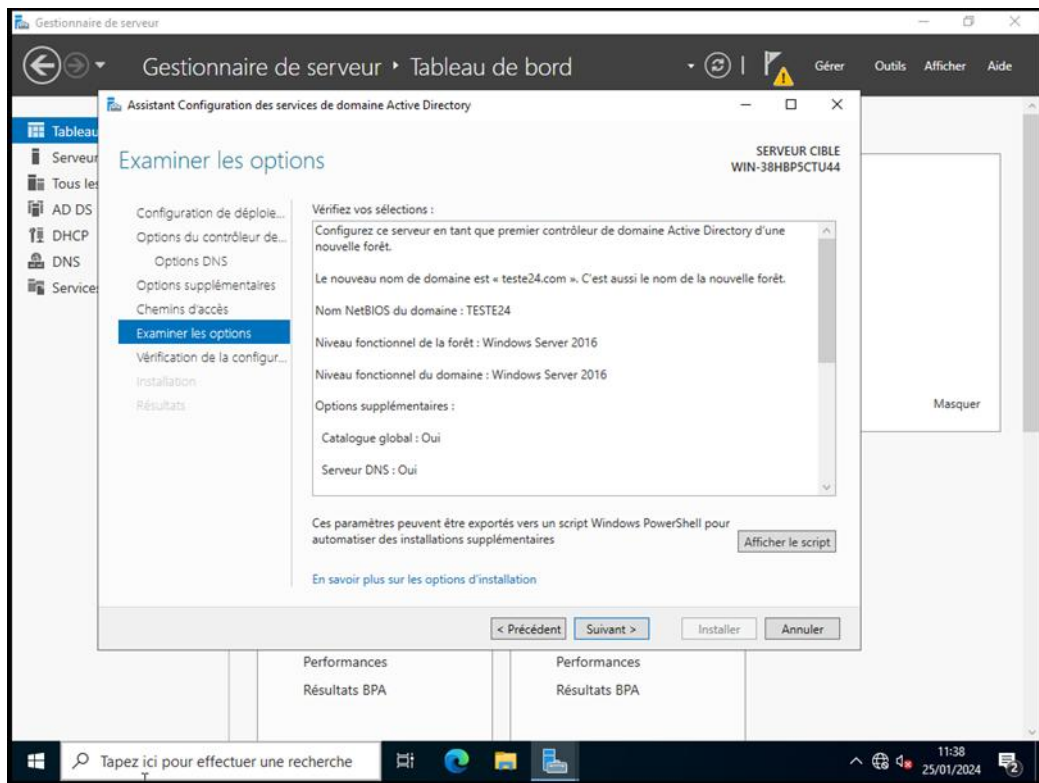 Gestionnaire de serveur
Gestionnaire de serveur ‣ Tableau de bord
Gérer Outils Afficher Aide
Assistant Configuration des services de domaine Active Directory
Tableau
Serveur
Tous les
AD DS
DHCP
DNS
Services
Examiner les options
SERVEUR CIBLE
WIN-38HBP5CTU44
Configuration de déploie...
Options du contrôleur de...
Options DNS
Options supplémentaires
Chemins d'accès
Examiner les options
Vérification de la configur...
Installation
Résultats
Vérifiez vos sélections :
Configurez ce serveur en tant que premier contrôleur de domaine Active Directory d'une
nouvelle forêt.
Le nouveau nom de domaine est « teste24.com ». C'est aussi le nom de la nouvelle forêt.
Nom NetBIOS du domaine : TESTE24
Niveau fonctionnel de la forêt : Windows Server 2016
Niveau fonctionnel du domaine : Windows Server 2016
Options supplémentaires :
Catalogue global : Oui
Serveur DNS : Oui
Ces paramètres peuvent être exportés vers un script Windows PowerShell pour
automatiser des installations supplémentaires
Afficher le script
En savoir plus sur les options d'installation
< Précédent Suivant > Installer Annuler
Masquer
Performances Performances
Résultats BPA Résultats BPA
Tapez ici pour effectuer une recherche
11:38
25/01/2024
2